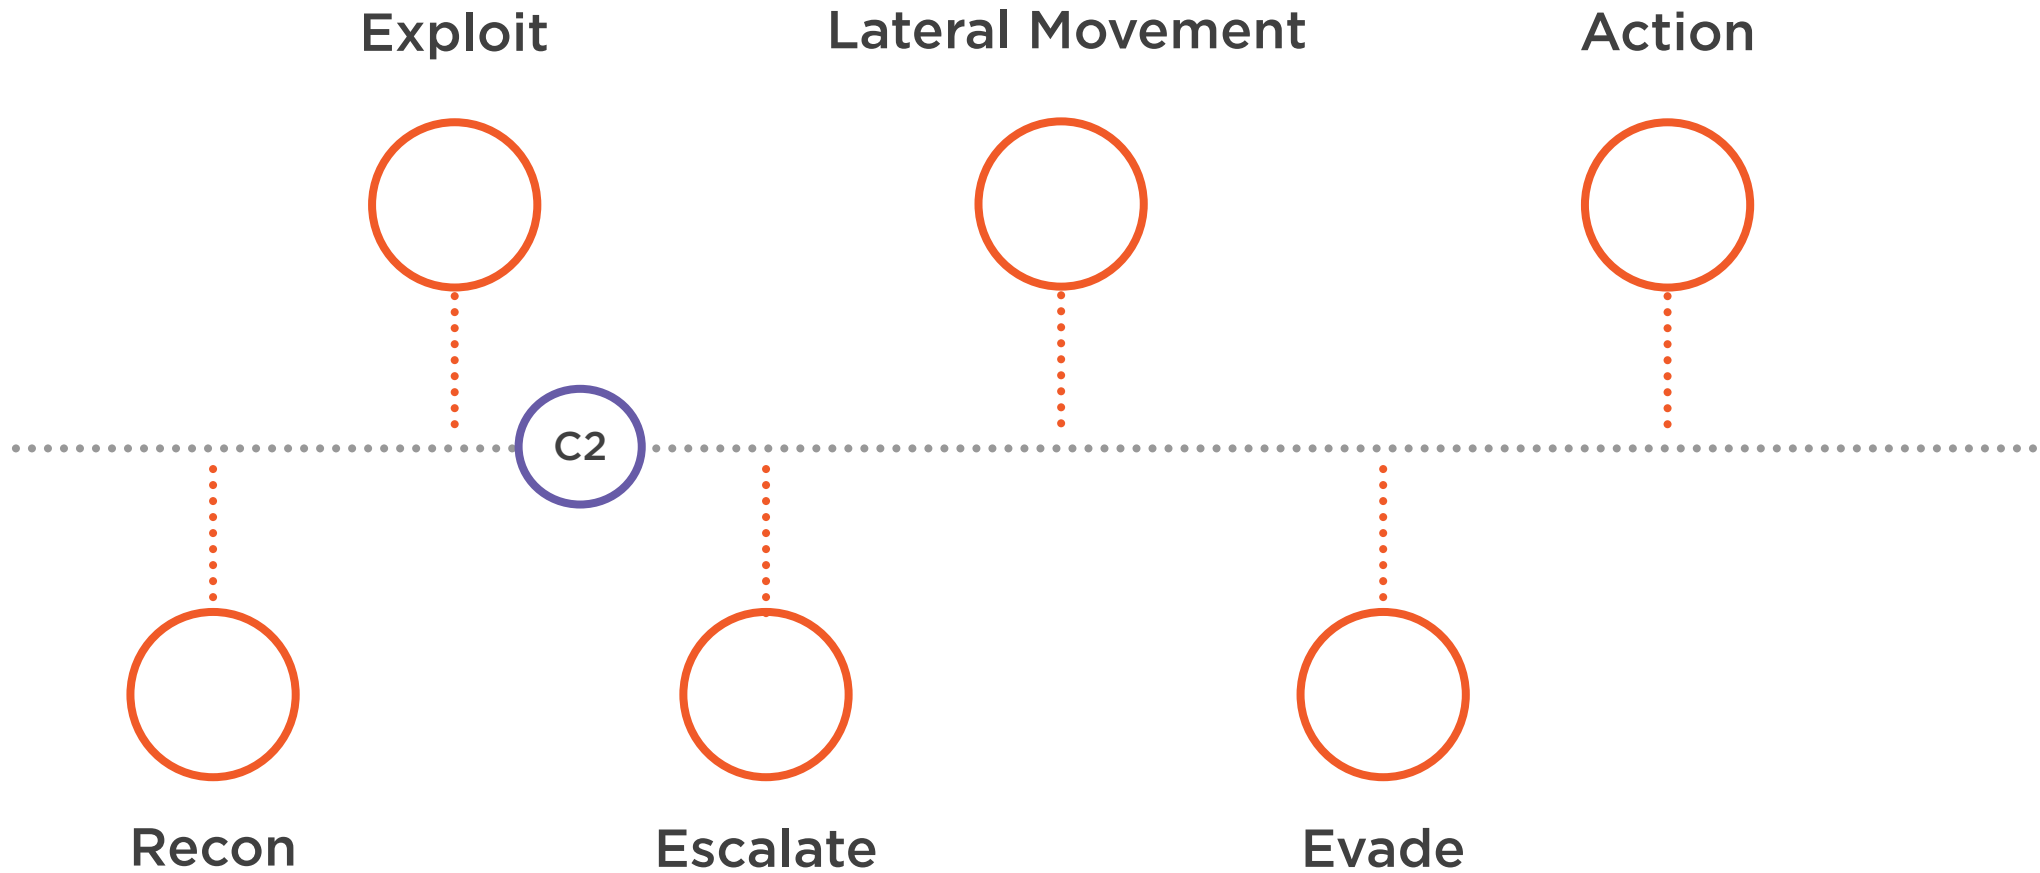 Exploit
Lateral Movement
Action
C2
Recon
Escalate
Evade